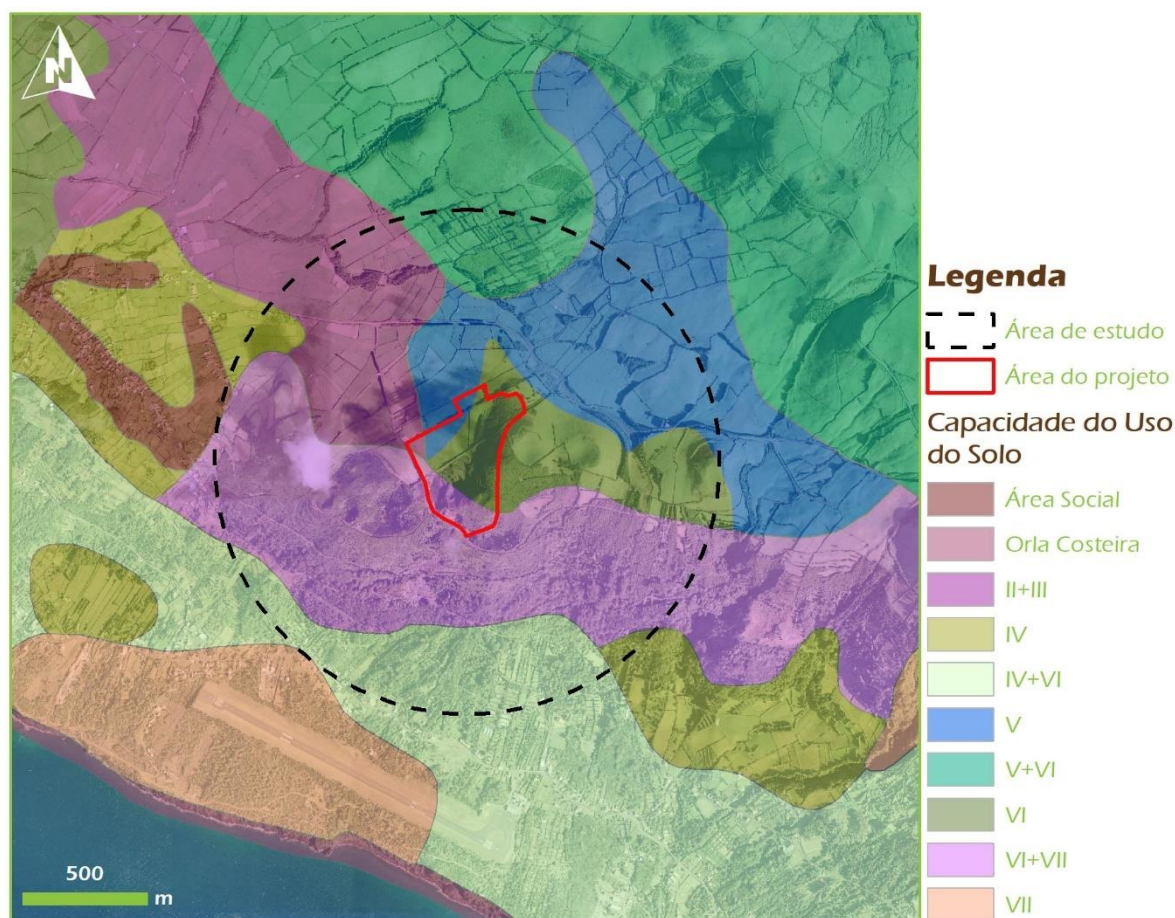 N
Legenda
Área de estudo
Área do projeto
Capacidade do Uso
do Solo
Área Social
Orla Costeira
II+III
IV
IV+VI
V
V+VI
VI
VI+VII
VII
500
m